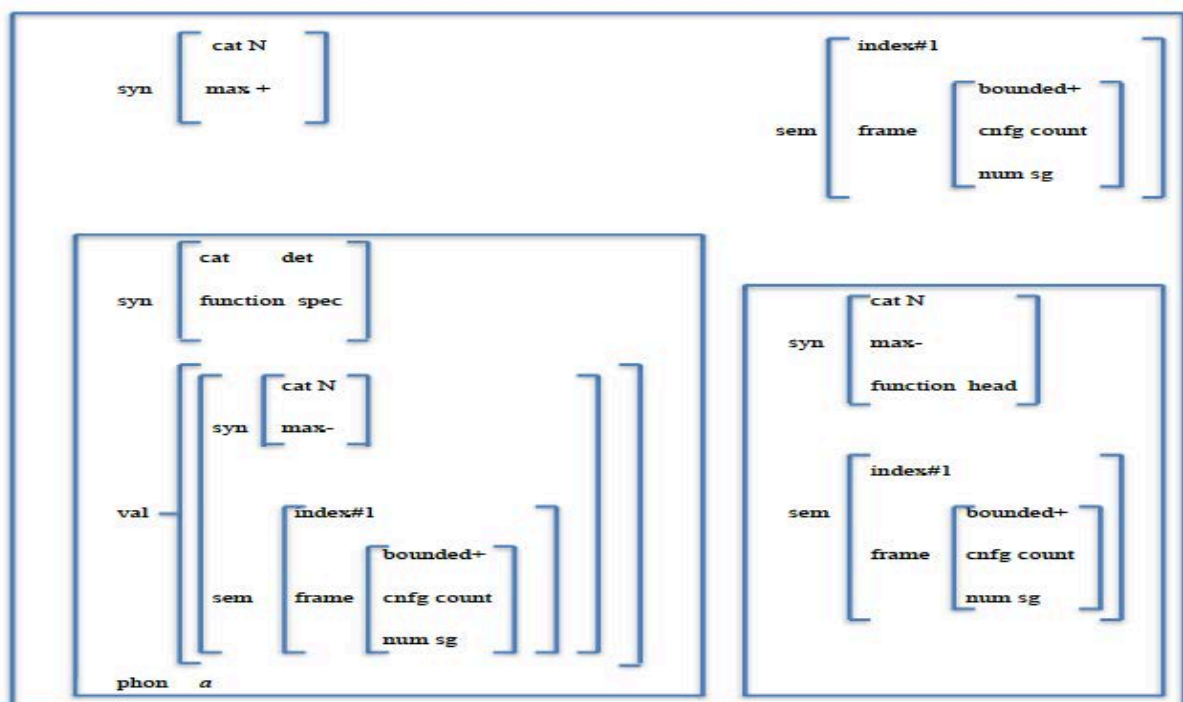 cat N
syn max +
index#1
bounded+
sem frame cnfg count
num sg
cat det
syn function spec
cat N
syn max-
val index#1
bounded+
sem frame cnfg count
num sg
phon a
cat N
syn max-
function head
index#1
sem bounded+
frame cnfg count
num sg